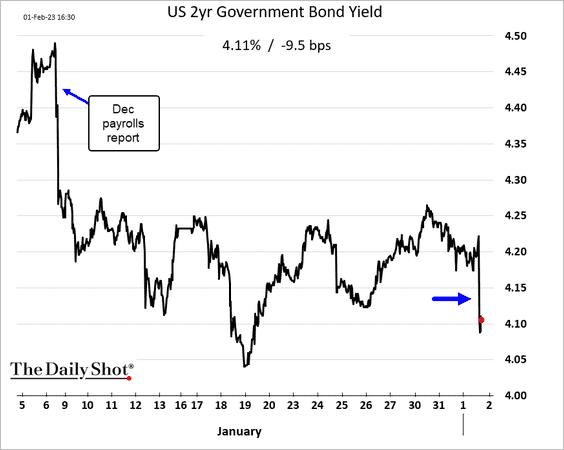 US 2yr Government Bond Yield
01-Feb-23 16:30
4.11% / -9.5 bps
Dec
payrolls
report
4.50
4.45
4.40
4.35
4.30
4.25
4.20
4.15
4.10
4.05
4.00
The Daily Shot®
5 6 9 10 11 12 13 16 17 18 19 20 23 24 25 26 27 30 31 1 2
January